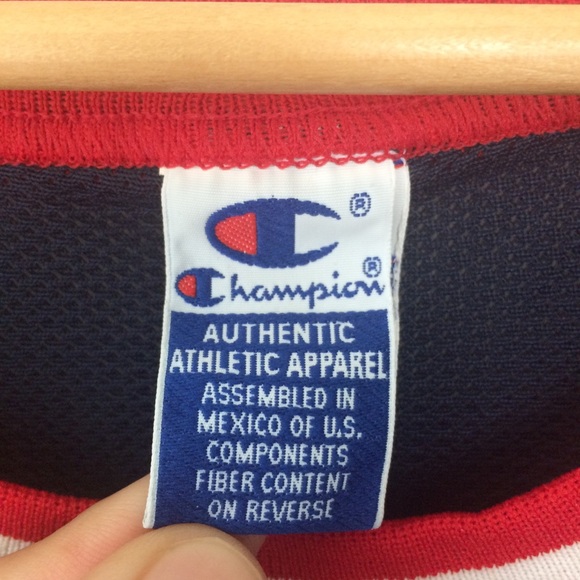 C ®
Champion ®
AUTHENTIC
ATHLETIC APPAREL
ASSEMBLED IN
MEXICO OF U.S.
COMPONENTS
FIBER CONTENT
ON REVERSE